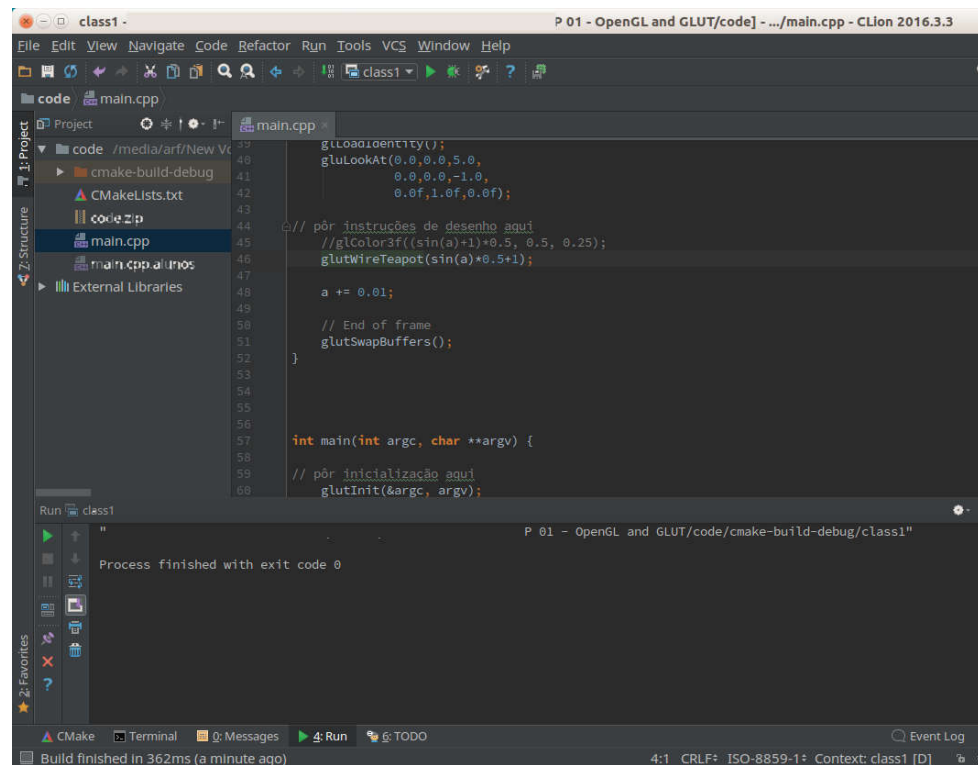 class1 -
P 01 - OpenGL and GLUT/code] - .../main.cpp - CLion 2016.3.3
File Edit View Navigate Code Refactor Run Tools VCS Window Help
class1
code main.cpp
1: Project
Project
main.cpp
code /media/arf/New Vo
cmake-build-debug
CMakeLists.txt
code.zip
main.cpp
main.cpp.alunos
External Libraries
7: Structure
39 glLoadIdentity();
40 gluLookAt(0.0,0.0,5.0,
41 0.0,0.0,-1.0,
42 0.0f,1.0f,0.0f);
43
44 // pôr instruções de desenho aqui
45 //glColor3f((sin(a)+1)*0.5, 0.5, 0.25);
46 glutWireTeapot(sin(a)*0.5+1);
47
48 a += 0.01;
49
50 // End of frame
51 glutSwapBuffers();
52 }
53
54
55
56
57 int main(int argc, char **argv) {
58
59 // pôr inicialização aqui
60 glutInit(&argc, argv);
Run class1
" P 01 - OpenGL and GLUT/code/cmake-build-debug/class1"
Process finished with exit code 0
2: Favorites
CMake Terminal 0: Messages 4: Run 6: TODO Event Log
Build finished in 362ms (a minute ago) 4:1 CRLF ISO-8859-1 Context: class1 [D]